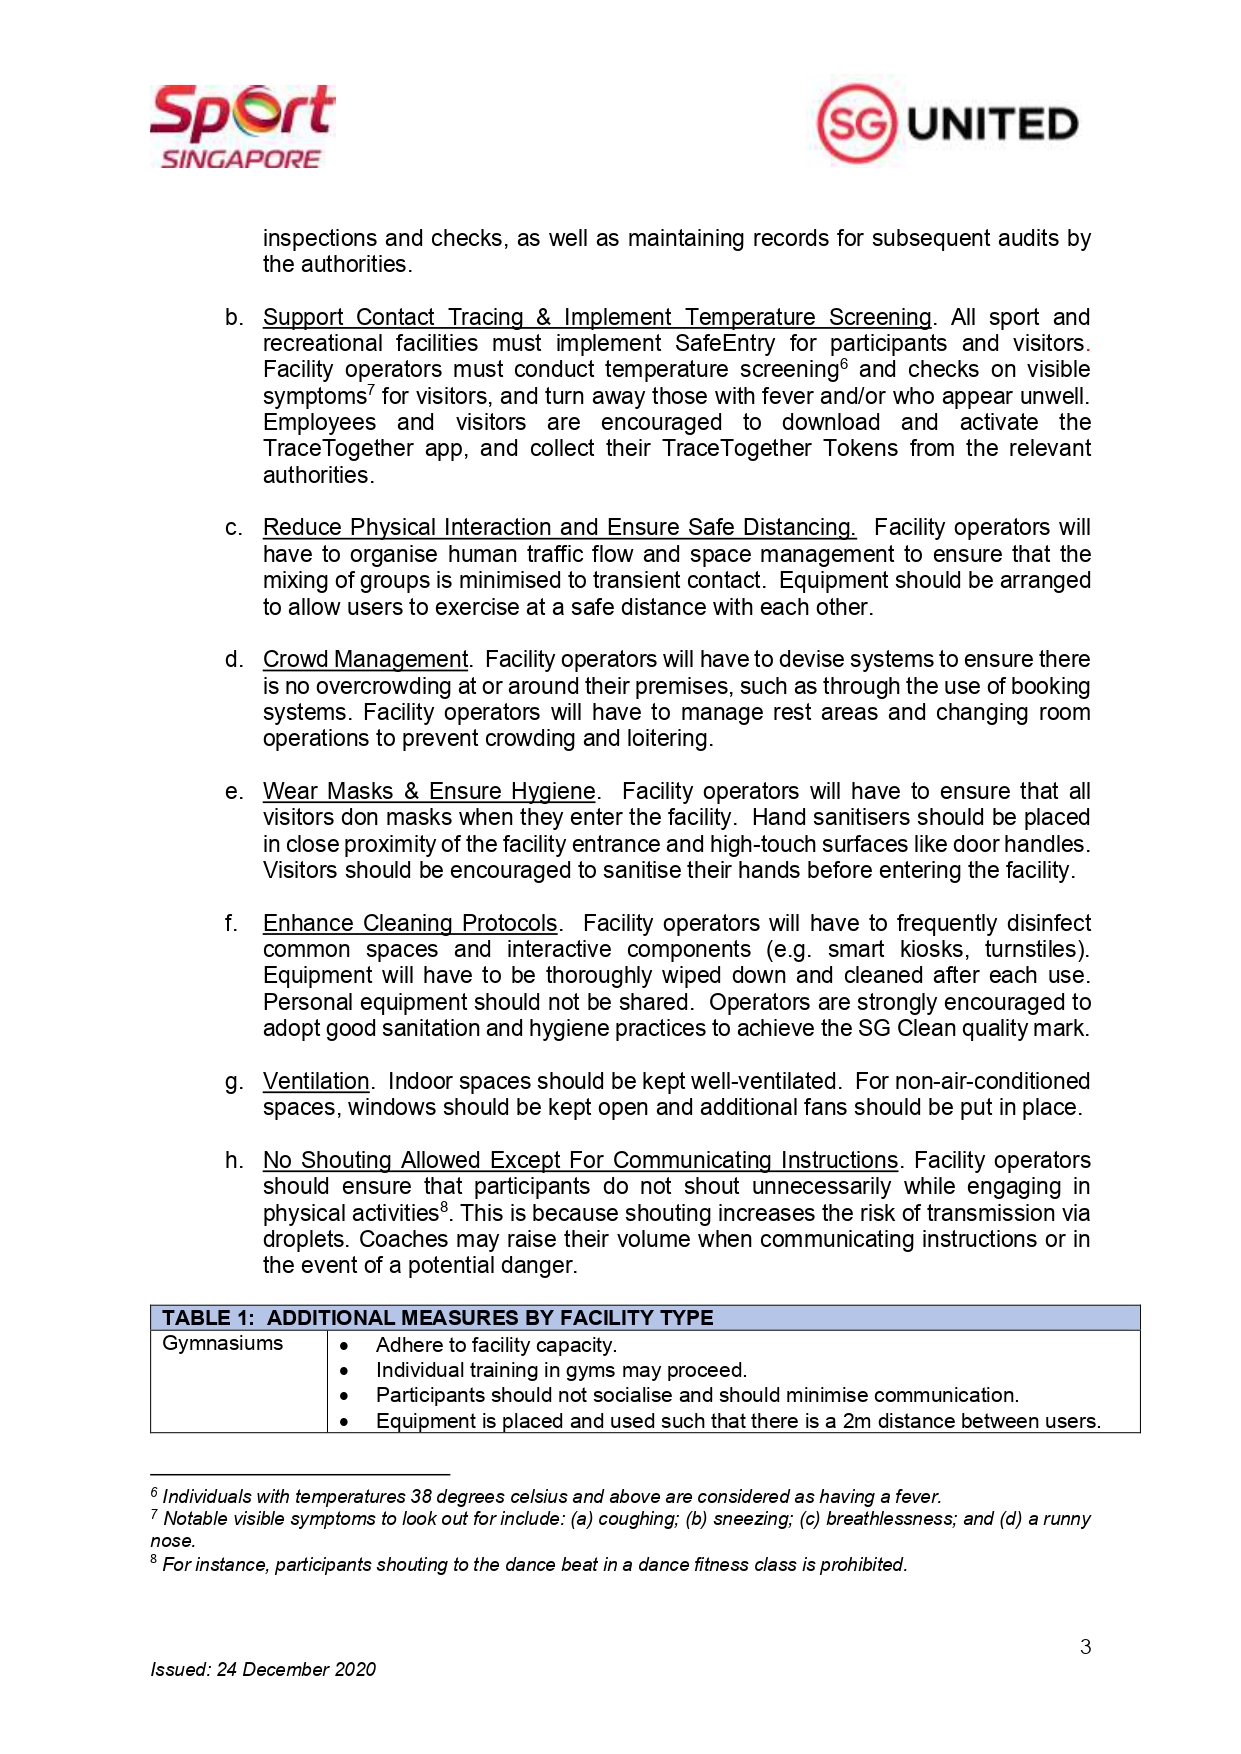 Sport
SINGAPORE
SG UNITED
inspections and checks, as well as maintaining records for subsequent audits by
the authorities.
b. Support Contact Tracing & Implement Temperature Screening. All sport and
recreational facilities must implement SafeEntry for participants and visitors.
Facility operators must conduct temperature screening6 and checks on visible
symptoms7 for visitors, and turn away those with fever and/or who appear unwell.
Employees and visitors are encouraged to download and activate the
TraceTogether app, and collect their TraceTogether Tokens from the relevant
authorities.
c. Reduce Physical Interaction and Ensure Safe Distancing. Facility operators will
have to organise human traffic flow and space management to ensure that the
mixing of groups is minimised to transient contact. Equipment should be arranged
to allow users to exercise at a safe distance with each other.
d. Crowd Management. Facility operators will have to devise systems to ensure there
is no overcrowding at or around their premises, such as through the use of booking
systems. Facility operators will have to manage rest areas and changing room
operations to prevent crowding and loitering.
e. Wear Masks & Ensure Hygiene. Facility operators will have to ensure that all
visitors don masks when they enter the facility. Hand sanitisers should be placed
in close proximity of the facility entrance and high-touch surfaces like door handles.
Visitors should be encouraged to sanitise their hands before entering the facility.
f. Enhance Cleaning Protocols. Facility operators will have to frequently disinfect
common spaces and interactive components (e.g. smart kiosks, turnstiles).
Equipment will have to be thoroughly wiped down and cleaned after each use.
Personal equipment should not be shared. Operators are strongly encouraged to
adopt good sanitation and hygiene practices to achieve the SG Clean quality mark.
g. Ventilation. Indoor spaces should be kept well-ventilated. For non-air-conditioned
spaces, windows should be kept open and additional fans should be put in place.
h. No Shouting Allowed Except For Communicating Instructions. Facility operators
should ensure that participants do not shout unnecessarily while engaging in
physical activities8. This is because shouting increases the risk of transmission via
droplets. Coaches may raise their volume when communicating instructions or in
the event of a potential danger.
TABLE 1: ADDITIONAL MEASURES BY FACILITY TYPE
Gymnasiums
• Adhere to facility capacity.
• Individual training in gyms may proceed.
• Participants should not socialise and should minimise communication.
• Equipment is placed and used such that there is a 2m distance between users.
6 Individuals with temperatures 38 degrees celsius and above are considered as having a fever.
7 Notable visible symptoms to look out for include: (a) coughing; (b) sneezing; (c) breathlessness; and (d) a runny
nose.
8 For instance, participants shouting to the dance beat in a dance fitness class is prohibited.
3
Issued: 24 December 2020